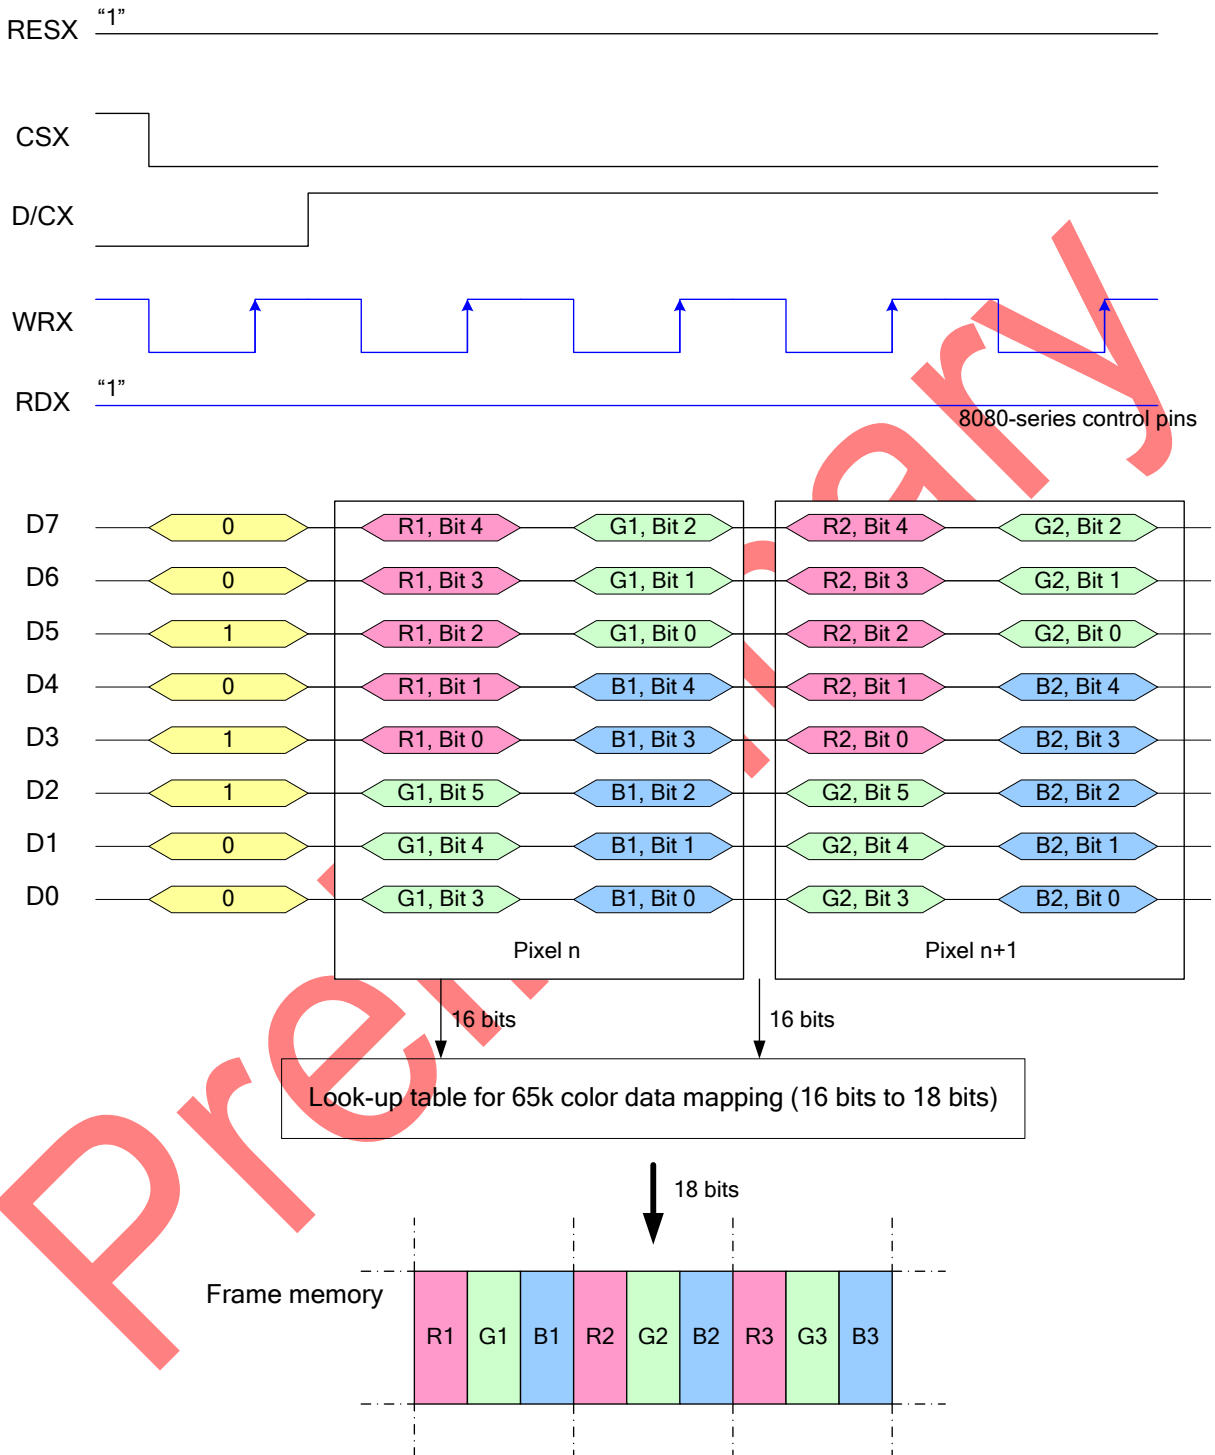 RESX “1”
CSX
D/CX
WRX
RDX “1”
8080-series control pins
D7 0 R1, Bit 4 G1, Bit 2 R2, Bit 4 G2, Bit 2
D6 0 R1, Bit 3 G1, Bit 1 R2, Bit 3 G2, Bit 1
D5 1 R1, Bit 2 G1, Bit 0 R2, Bit 2 G2, Bit 0
D4 0 R1, Bit 1 B1, Bit 4 R2, Bit 1 B2, Bit 4
D3 1 R1, Bit 0 B1, Bit 3 R2, Bit 0 B2, Bit 3
D2 1 G1, Bit 5 B1, Bit 2 G2, Bit 5 B2, Bit 2
D1 0 G1, Bit 4 B1, Bit 1 G2, Bit 4 B2, Bit 1
D0 0 G1, Bit 3 B1, Bit 0 G2, Bit 3 B2, Bit 0
Pixel n Pixel n+1
16 bits 16 bits
Look-up table for 65k color data mapping (16 bits to 18 bits)
18 bits
Frame memory
R1 G1 B1 R2 G2 B2 R3 G3 B3
Preliminary